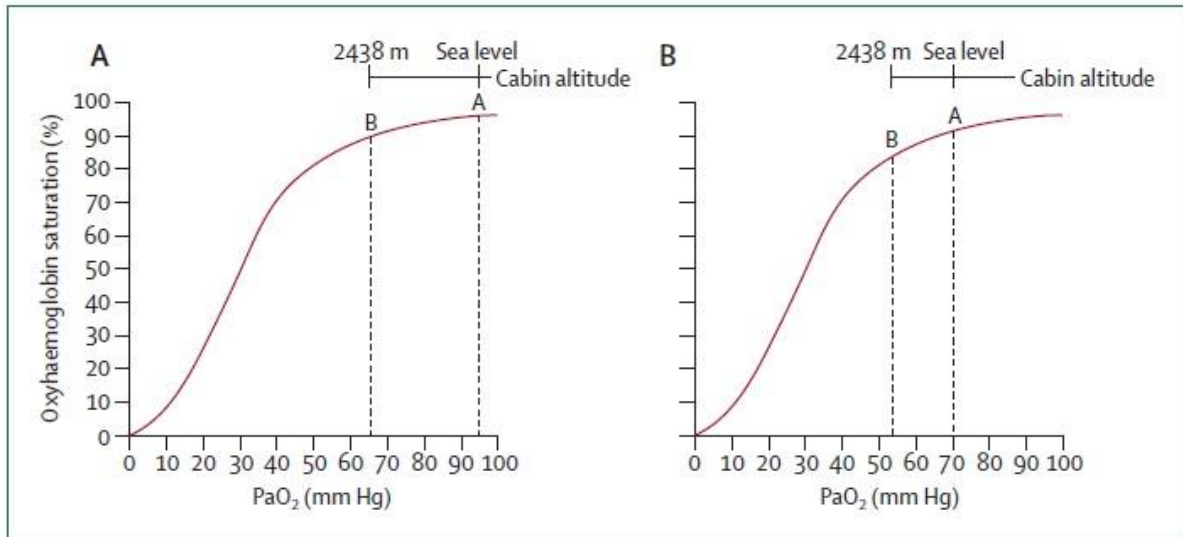 A
2438 m Sea level
Cabin altitude
B
A
100
90
80
70
60
50
40
30
20
10
0
Oxyhaemoglobin saturation (%)
0 10 20 30 40 50 60 70 80 90 100
PaO₂ (mm Hg)
B
2438 m Sea level
Cabin altitude
B
A
0 10 20 30 40 50 60 70 80 90 100
PaO₂ (mm Hg)